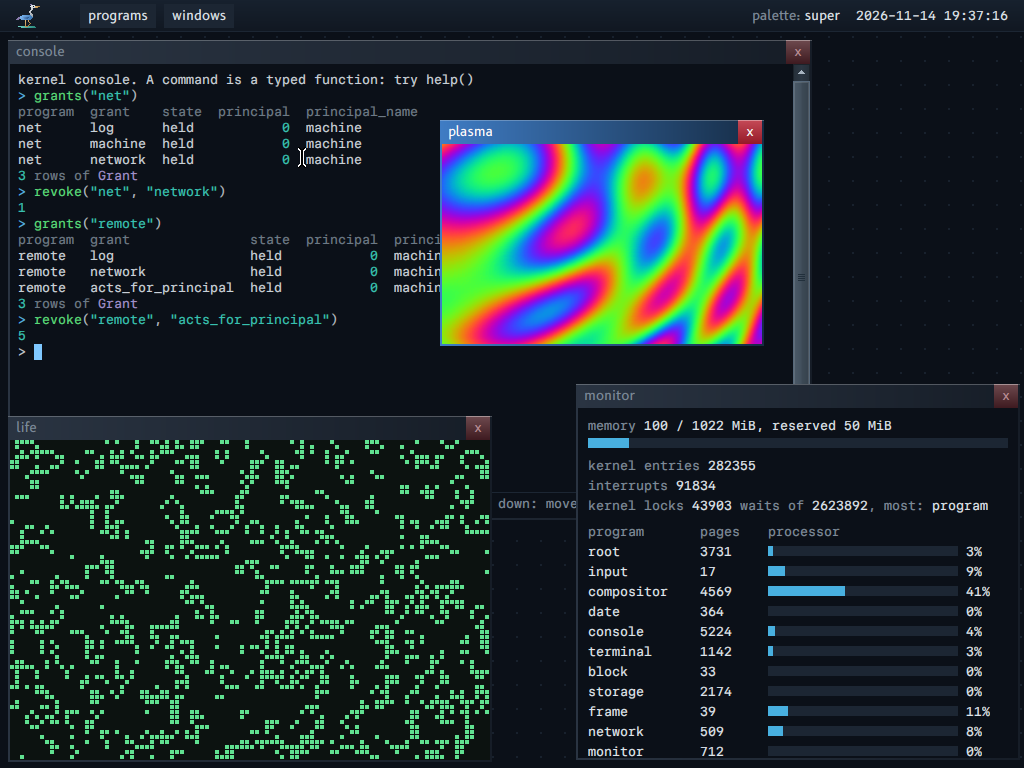 programs windows palette: super 2026-11-14 19:37:16
console x
kernel console. A command is a typed function: try help()
> grants("net")
program grant state principal principal_name
net log held 0 machine
net machine held 0 machine
net network held 0 machine
3 rows of Grant
> revoke("net", "network")
1
> grants("remote")
program grant state principal princi
remote log held 0 machin
remote network held 0 machin
remote acts_for_principal held 0 machin
3 rows of Grant
> revoke("remote", "acts_for_principal")
5
>
plasma x
life x
down: move
monitor x
memory 100 / 1022 MiB, reserved 50 MiB
kernel entries 282355
interrupts 91834
kernel locks 43903 waits of 2623892, most: program
program pages processor
root 3731 3%
input 17 9%
compositor 4569 41%
date 364 0%
console 5224 4%
terminal 1142 3%
block 33 0%
storage 2174 0%
frame 39 11%
network 509 8%
monitor 712 0%